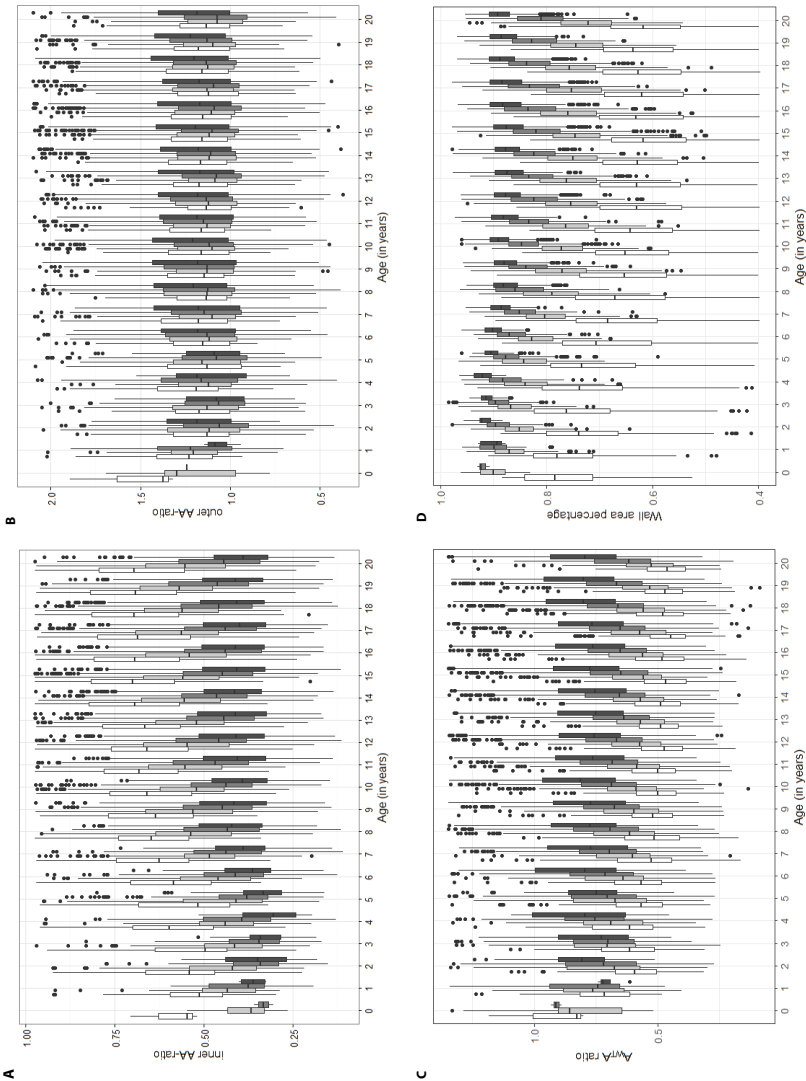 A
inner AA-ratio
1.00
0.75
0.50
0.25
0 1 2 3 4 5 6 7 8 9 10 11 12 13 14 15 16 17 18 19 20
Age (in years)
B
outer AA-ratio
2.0
1.5
1.0
0.5
0 1 2 3 4 5 6 7 8 9 10 11 12 13 14 15 16 17 18 19 20
Age (in years)
C
AwrA ratio
1.0
0.5
0 1 2 3 4 5 6 7 8 9 10 11 12 13 14 15 16 17 18 19 20
Age (in years)
D
Wall area percentage
1.0
0.8
0.6
0.4
0 1 2 3 4 5 6 7 8 9 10 11 12 13 14 15 16 17 18 19 20
Age (in years)